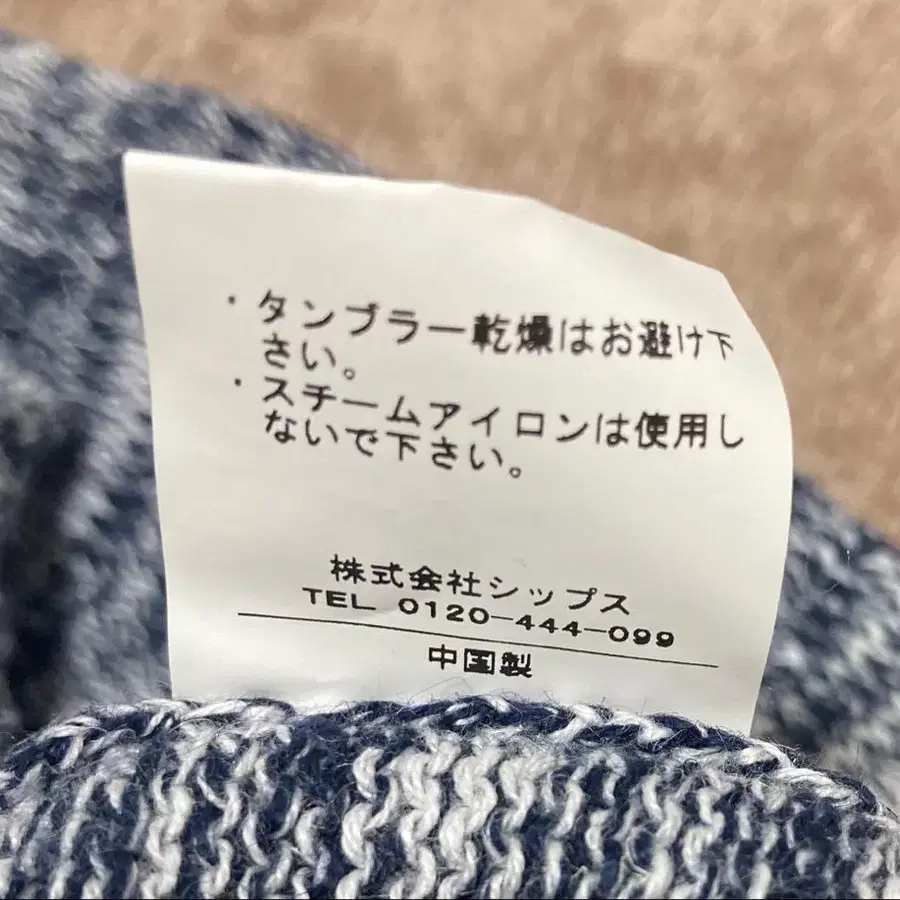 ・タンブラー乾燥はお避け下
さい。
・スチームアイロンは使用し
ないで下さい。
株式会社シップス
TEL 0120-444-099
中国製